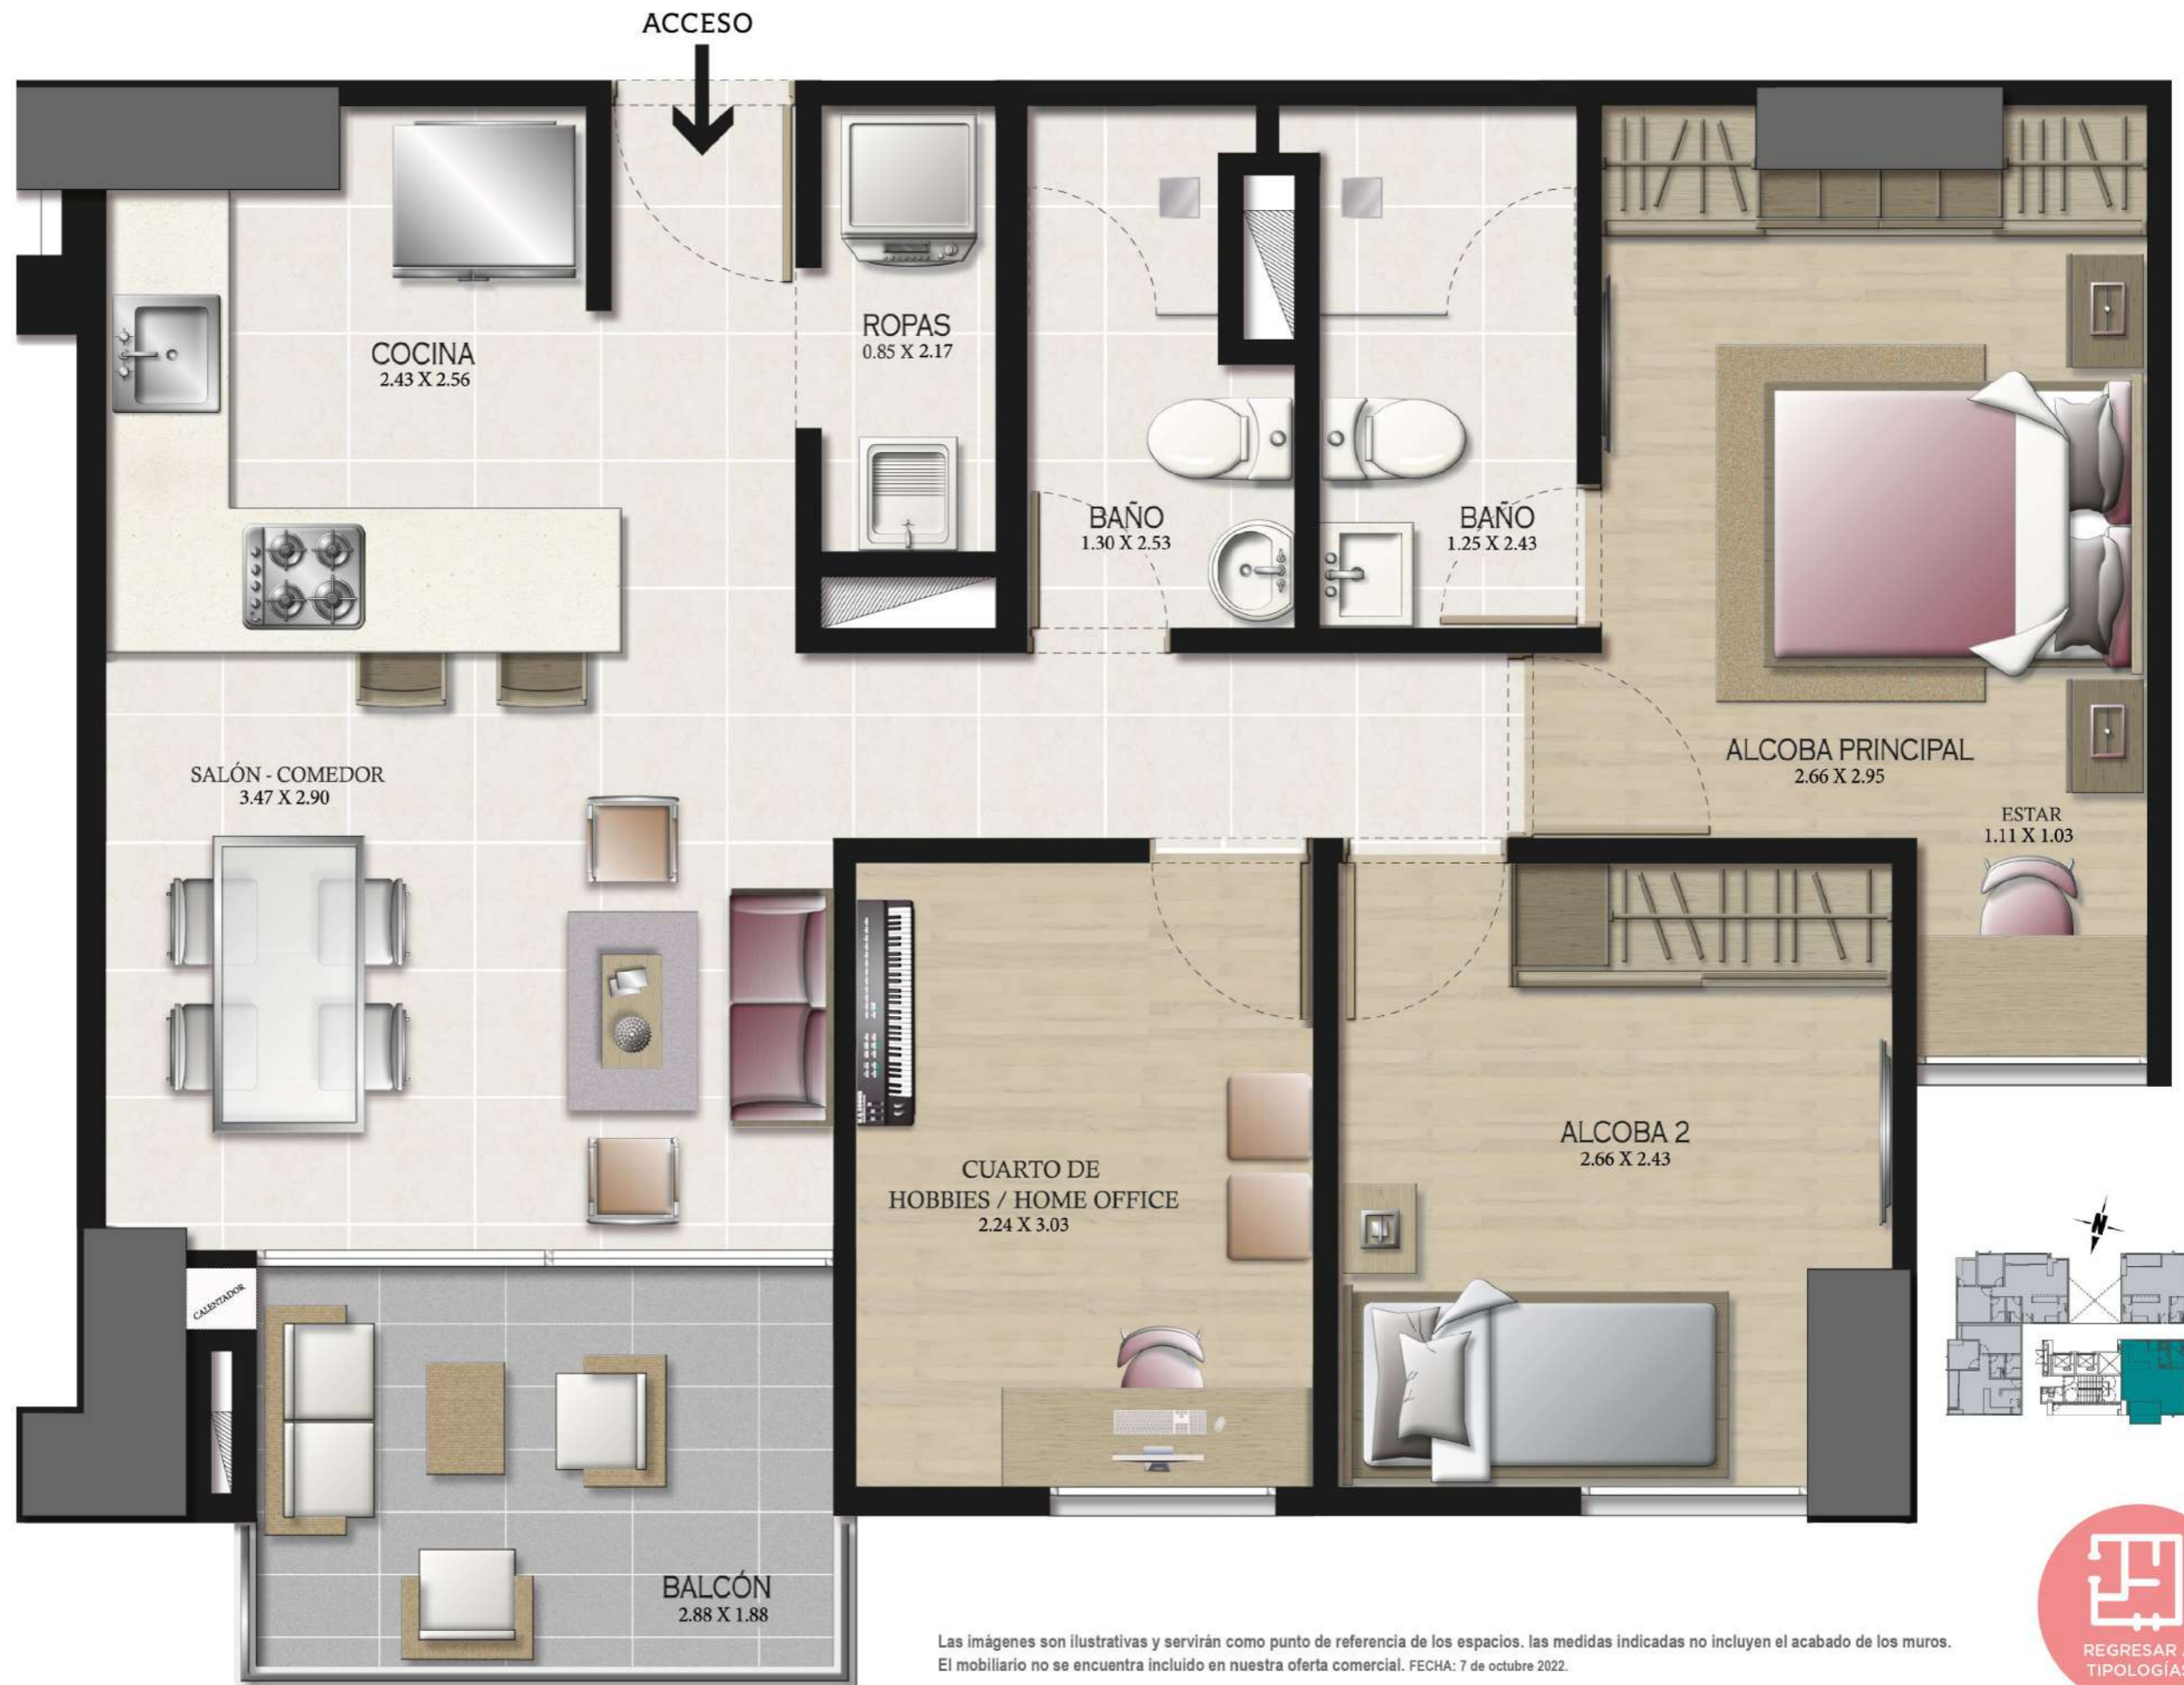 ACCESO
COCINA
2.43 X 2.56
ROPAS
0.85 X 2.17
BAÑO
1.30 X 2.53
BAÑO
1.25 X 2.43
ALCOBA PRINCIPAL
2.66 X 2.95
ESTAR
1.11 X 1.03
SALÓN - COMEDOR
3.47 X 2.90
CUARTO DE
HOBBIES / HOME OFFICE
2.24 X 3.03
ALCOBA 2
2.66 X 2.43
N
CALENTADOR
BALCÓN
2.88 X 1.88
Las imágenes son ilustrativas y servirán como punto de referencia de los espacios. las medidas indicadas no incluyen el acabado de los muros.
El mobiliario no se encuentra incluido en nuestra oferta comercial. FECHA: 7 de octubre 2022.
REGRESAR
TIPOLOGÍAS